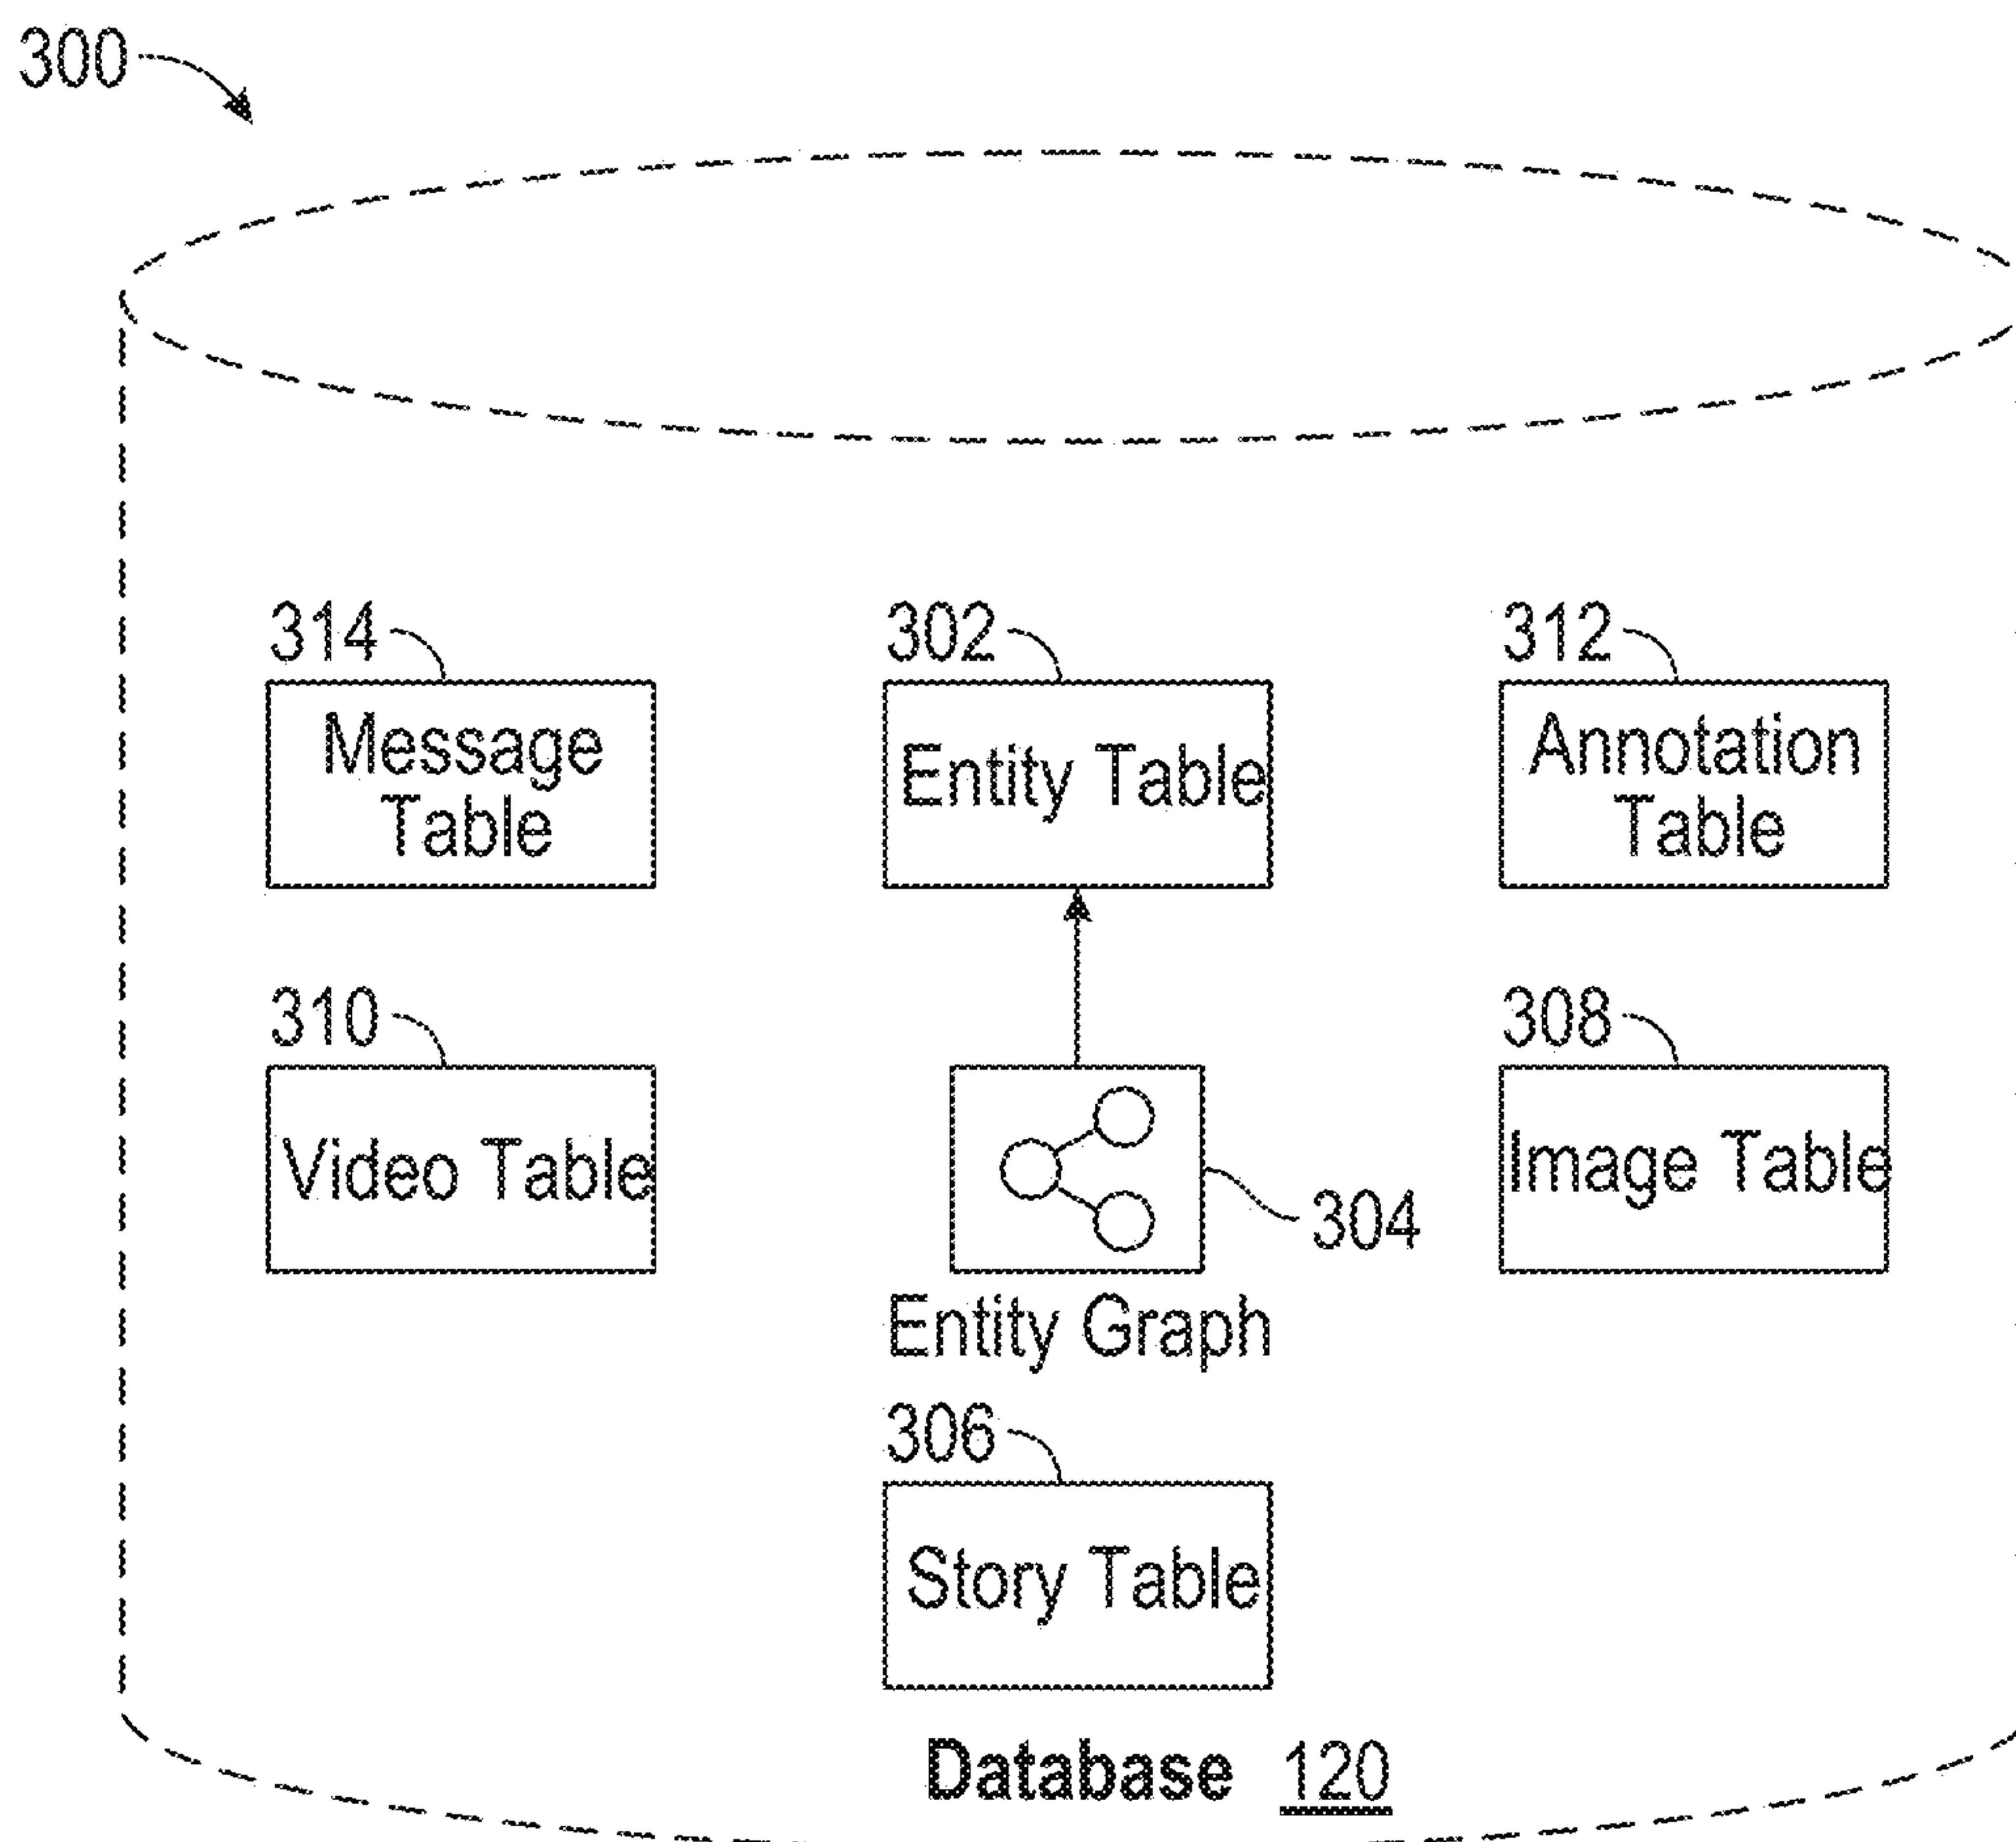 300
314
302
312
Message
Table
Entity Table
Annotation
Table
310
308
Video Table
Image Table
304
Entity Graph
306
Story Table
Database 120